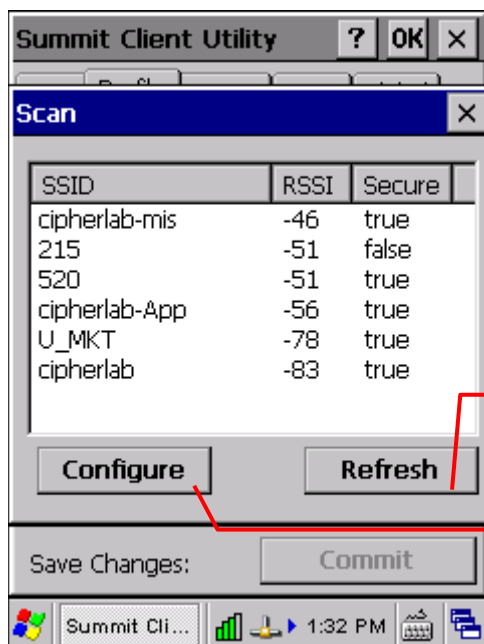 Summit Client Utility ? OK ×
Scan ×
SSID RSSI Secure
cipherlab-mis -46 true
215 -51 false
520 -51 true
cipherlab-App -56 true
U_MKT -78 true
cipherlab -83 true
Configure Refresh
Save Changes: Commit
Summit Cli... 1:32 PM